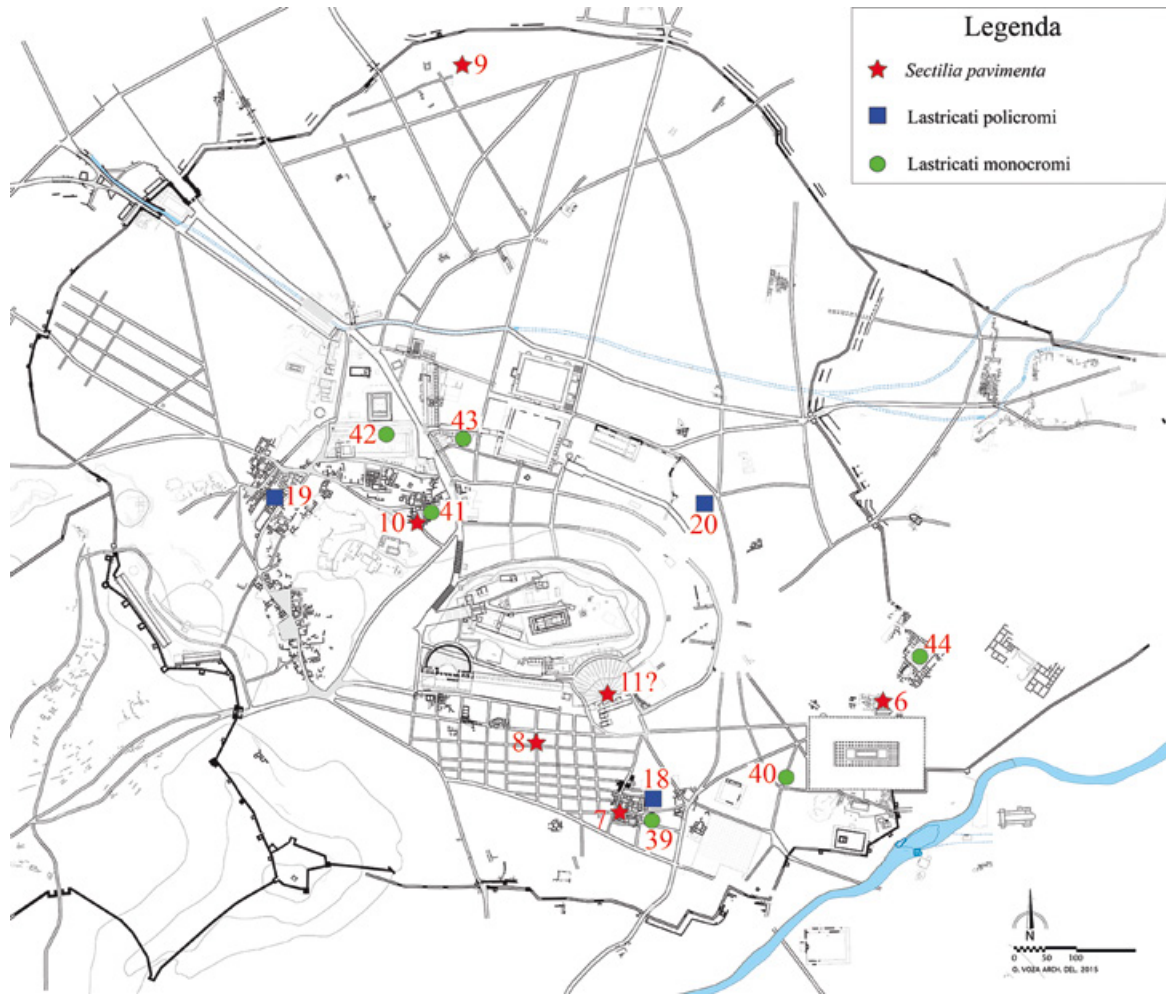 Legenda
Sectilia pavimenta
Lastricati policromi
Lastricati monocromi
9
43
42
19
41
10
20
44
11?
6
8
18
40
7
39
N
0 50 100
O. VOZA ARCH. DEL. 2015